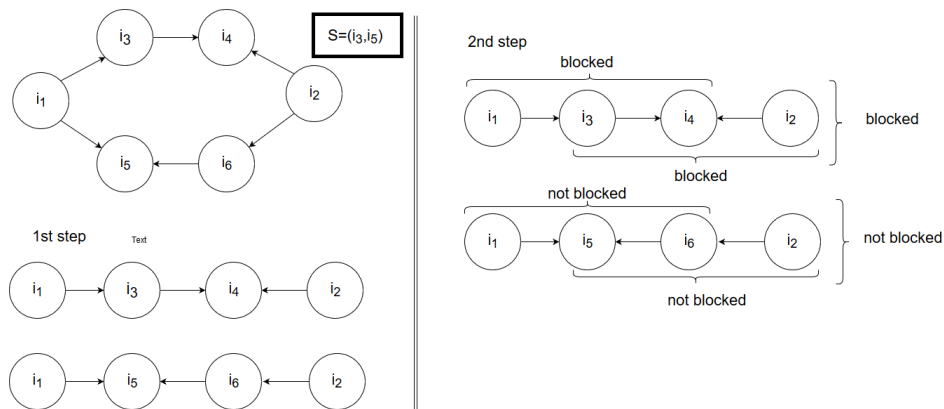 i3
i4
S=(i3,i5)
i1
i2
i5
i6
1st step
Text
i1
i3
i4
i2
i1
i5
i6
i2
2nd step
blocked
i1
i3
i4
i2
blocked
blocked
not blocked
i1
i5
i6
i2
not blocked
not blocked